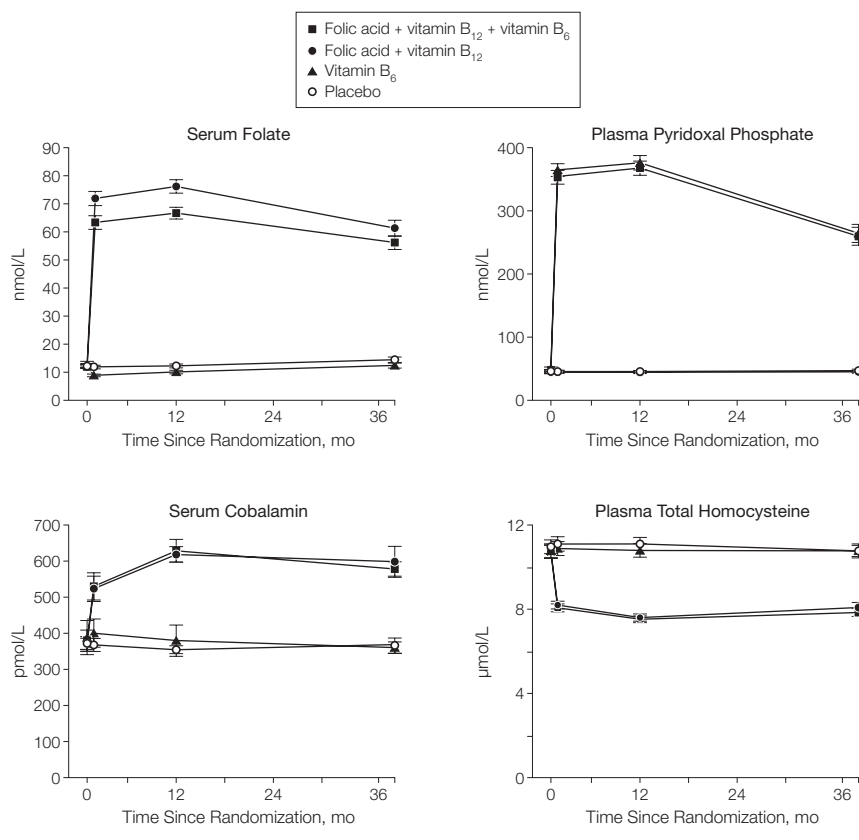 Folic acid + vitamin B12 + vitamin B6
Folic acid + vitamin B12
Vitamin B6
Placebo
Serum Folate
90
80
70
60
50
40
30
20
10
0
nmol/L
0 12 24 36
Time Since Randomization, mo
Plasma Pyridoxal Phosphate
400
300
200
100
0
nmol/L
0 12 24 36
Time Since Randomization, mo
Serum Cobalamin
700
600
500
400
300
200
100
0
pmol/L
0 12 24 36
Time Since Randomization, mo
Plasma Total Homocysteine
12
8
4
0
µmol/L
0 12 24 36
Time Since Randomization, mo